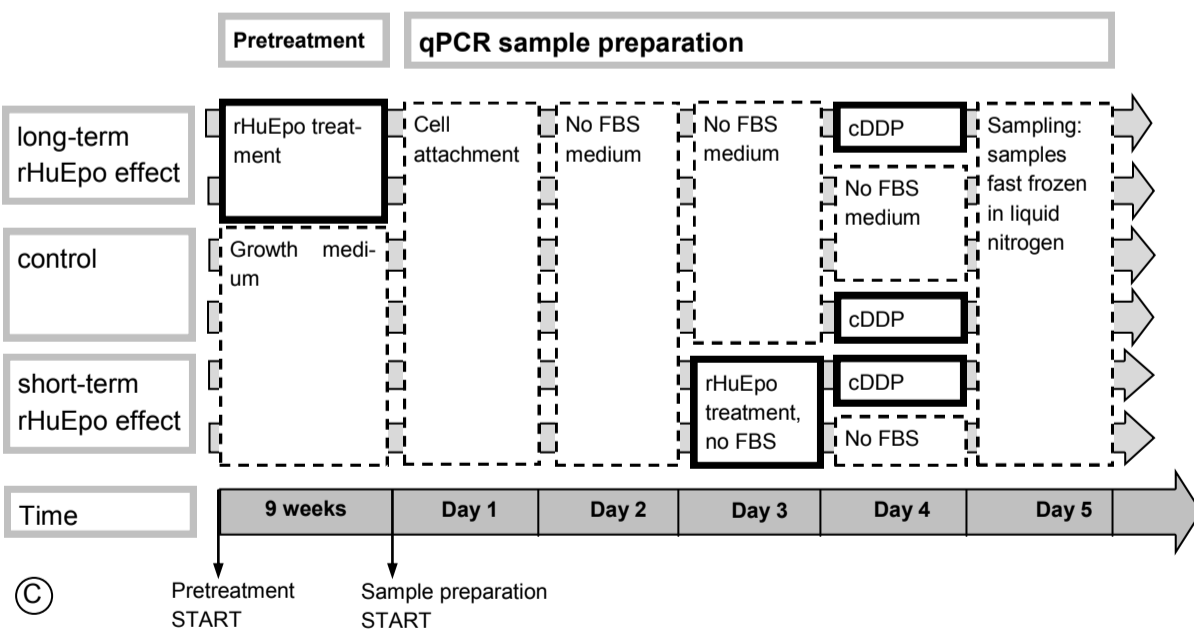 Pretreatment
qPCR sample preparation
long-term
rHuEpo effect
control
short-term
rHuEpo effect
rHuEpo treat-
ment
Growth medi-
um
Cell
attachment
No FBS
medium
No FBS
medium
rHuEpo
treatment,
no FBS
cDDP
No FBS
medium
cDDP
cDDP
No FBS
Sampling:
samples
fast frozen
in liquid
nitrogen
Time
9 weeks
Day 1
Day 2
Day 3
Day 4
Day 5
C
Pretreatment
START
Sample preparation
START